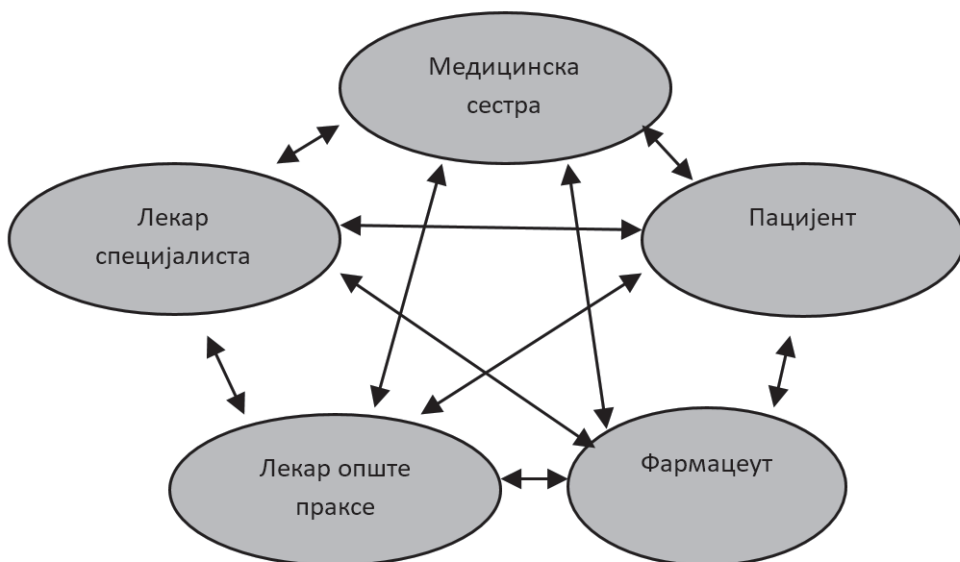 Медицинска
сестра
Лекар
специјалиста
Пацијент
Лекар опште
праксе
Фармацеут